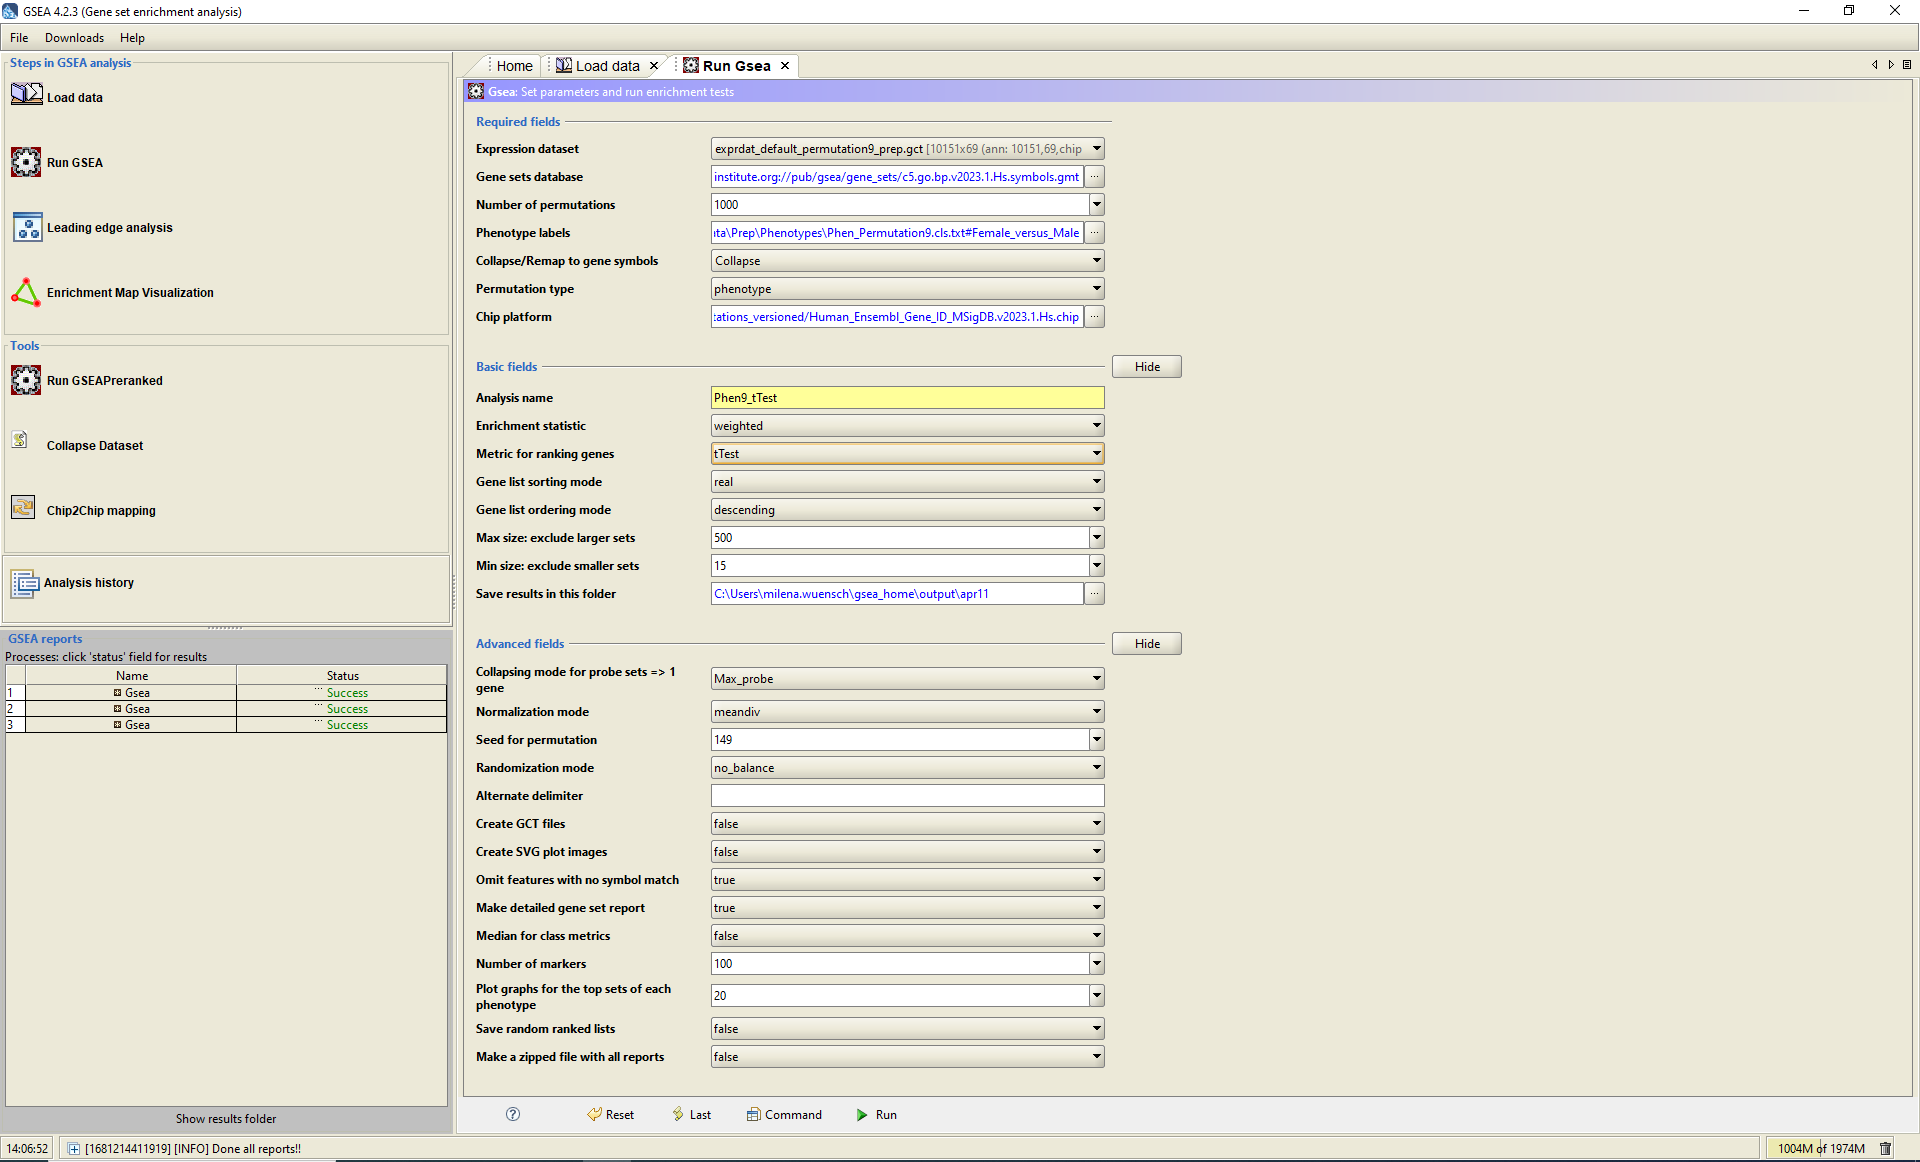 GSEA 4.2.3 (Gene set enrichment analysis)
File Downloads Help
Steps in GSEA analysis
Load data
Run GSEA
Leading edge analysis
Enrichment Map Visualization
Tools
Run GSEAPreranked
Collapse Dataset
Chip2Chip mapping
Analysis history
GSEA reports
Processes: click 'status' field for results
Name Status
1 Gsea ... Success
2 Gsea ... Success
3 Gsea ... Success
Show results folder
Home Load data Run Gsea
Gsea: Set parameters and run enrichment tests
Required fields
Expression dataset exprdat_default_permutation9_prep.gct [10151x69 (ann: 10151,69,chip
Gene sets database institute.org://pub/gsea/gene_sets/c5.go.bp.v2023.1.Hs.symbols.gmt ...
Number of permutations 1000
Phenotype labels ata\Prep\Phenotypes\Phen_Permutation9.cls.txt#Female_versus_Male ...
Collapse/Remap to gene symbols Collapse
Permutation type phenotype
Chip platform tations_versioned/Human_Ensembl_Gene_ID_MSigDB.v2023.1.Hs.chip ...
Basic fields Hide
Analysis name Phen9_tTest
Enrichment statistic weighted
Metric for ranking genes tTest
Gene list sorting mode real
Gene list ordering mode descending
Max size: exclude larger sets 500
Min size: exclude smaller sets 15
Save results in this folder C:\Users\milena.wuensch\gsea_home\output\apr11 ...
Advanced fields Hide
Collapsing mode for probe sets => 1
gene Max_probe
Normalization mode meandiv
Seed for permutation 149
Randomization mode no_balance
Alternate delimiter
Create GCT files false
Create SVG plot images false
Omit features with no symbol match true
Make detailed gene set report true
Median for class metrics false
Number of markers 100
Plot graphs for the top sets of each
phenotype 20
Save random ranked lists false
Make a zipped file with all reports false
? Reset Last Command Run
14:06:52 [1681214411919] [INFO] Done all reports!! 1004M of 1974M